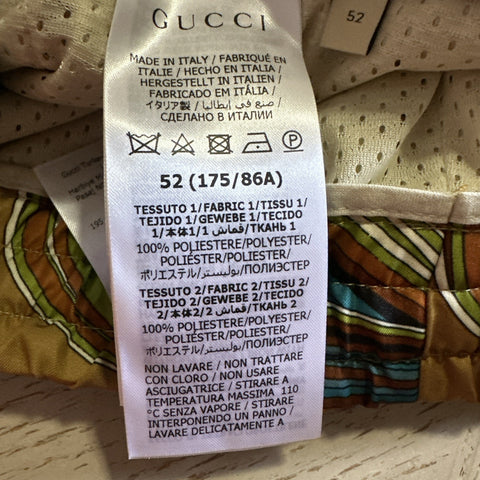 GUCCI
52
MADE IN ITALY / FABRIQUÉ EN
ITALIE / HECHO EN ITALIA /
HERGESTELLT IN ITALIEN /
FABRICADO EM ITÁLIA /
イタリア製 / صنع في إيطاليا /
СДЕЛАНО В ИТАЛИИ
P
52 (175/86A)
TESSUTO 1/FABRIC 1/TISSU 1/
TEJIDO 1/GEWEBE 1/TECIDO
1/本体1/1 قماش/ТКАНЬ 1
100% POLIESTERE/POLYESTER/
POLIÉSTER/POLYESTER/
ポリエステル/بوليستر/ПОЛИЭСТЕР
TESSUTO 2/FABRIC 2/TISSU
2/TEJIDO 2/GEWEBE 2/TECIDO
2/本体2/2 قماش/ТКАНЬ 2
100% POLIESTERE/POLYESTER/
POLIÉSTER/POLYESTER/
ポリエステル/بوليستر/ПОЛИЭСТЕР
NON LAVARE / NON TRATTARE
CON CLORO / NON USARE
ASCIUGATRICE / STIRARE A
TEMPERATURA MASSIMA 110
°C SENZA VAPORE / STIRARE
INTERPONENDO UN PANNO /
LAVARE DELICATAMENTE A
Gucci
195